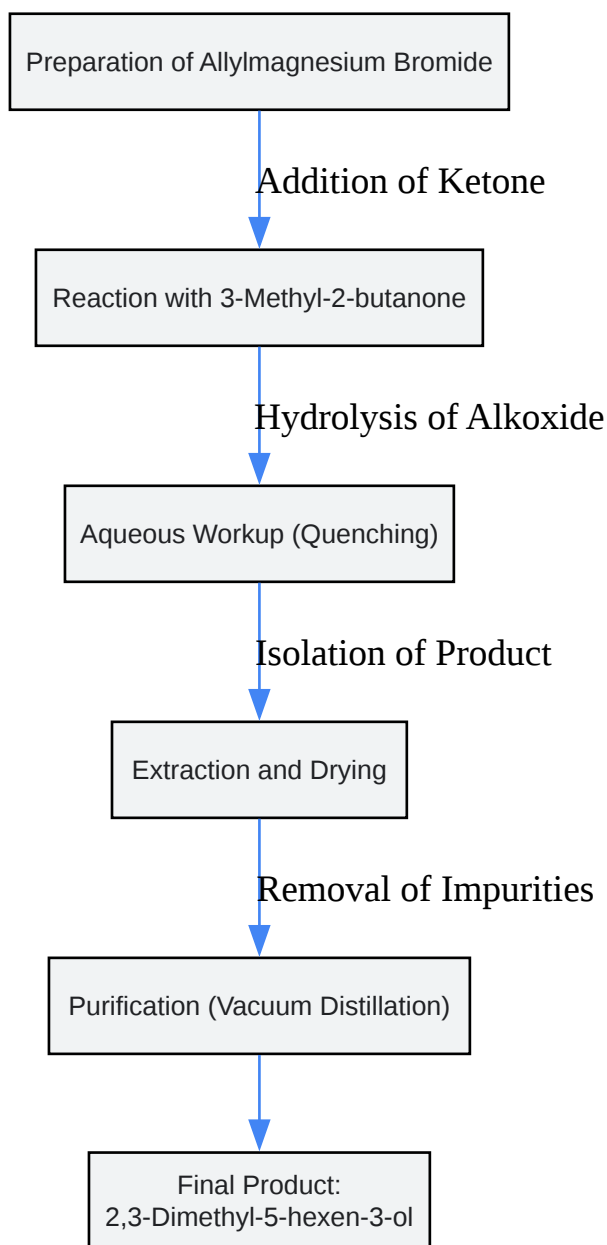 Preparation of Allylmagnesium Bromide
Addition of Ketone
Reaction with 3-Methyl-2-butanone
Hydrolysis of Alkoxide
Aqueous Workup (Quenching)
Isolation of Product
Extraction and Drying
Removal of Impurities
Purification (Vacuum Distillation)
Final Product:
2,3-Dimethyl-5-hexen-3-ol